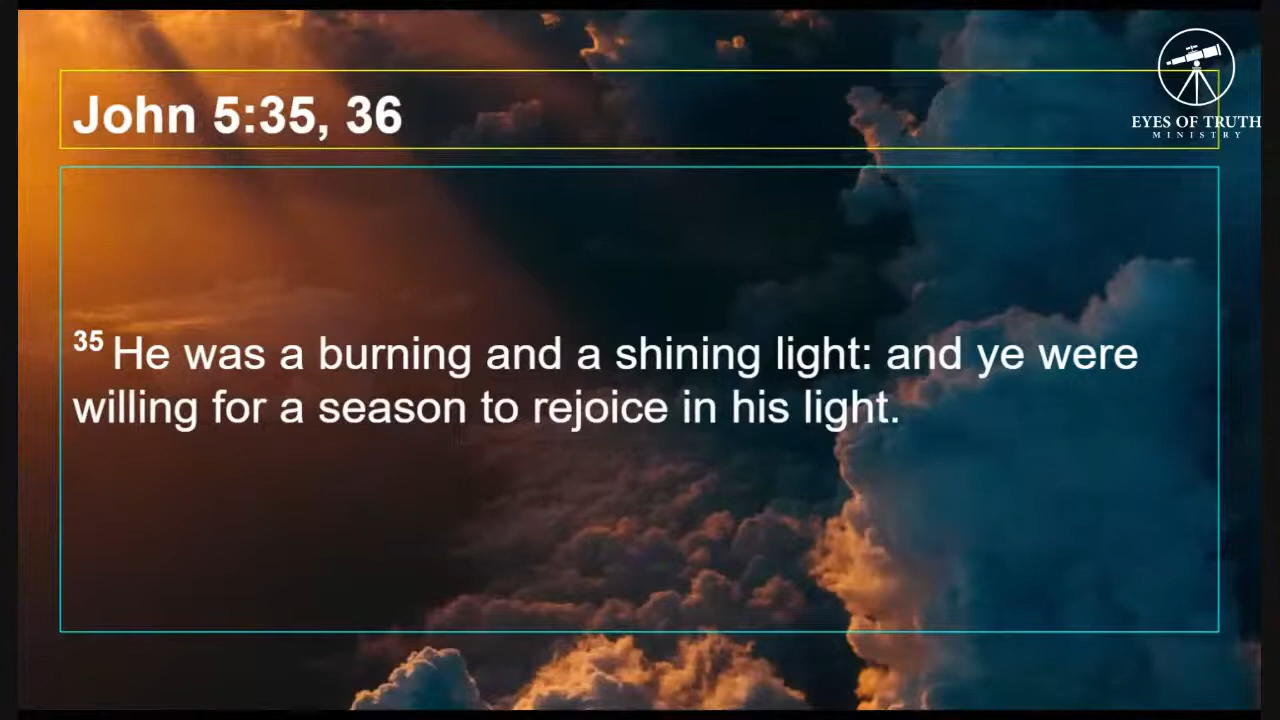 John 5:35, 36
EYES OF TRUTH
MINISTRY
35 He was a burning and a shining light: and ye were
willing for a season to rejoice in his light.